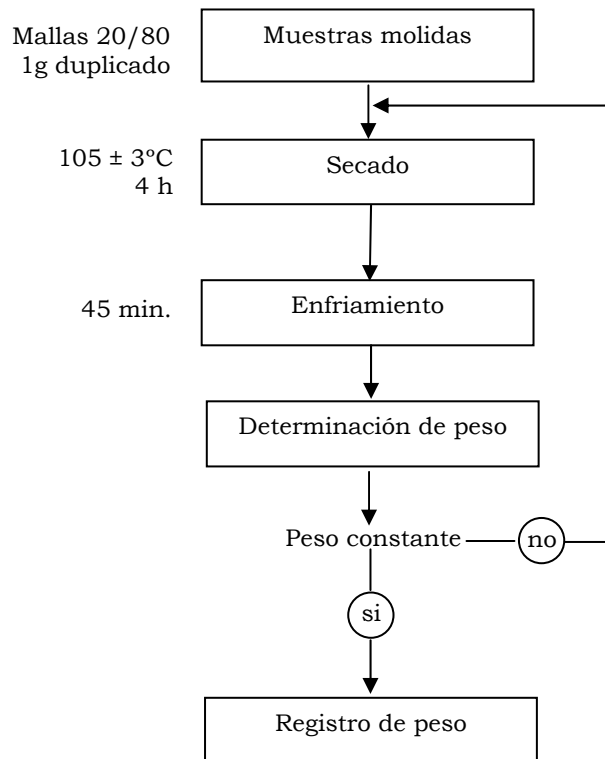 Mallas 20/80
1g duplicado
Muestras molidas
105 ± 3ºC
4 h
Secado
45 min.
Enfriamiento
Determinación de peso
Peso constante
no
si
Registro de peso